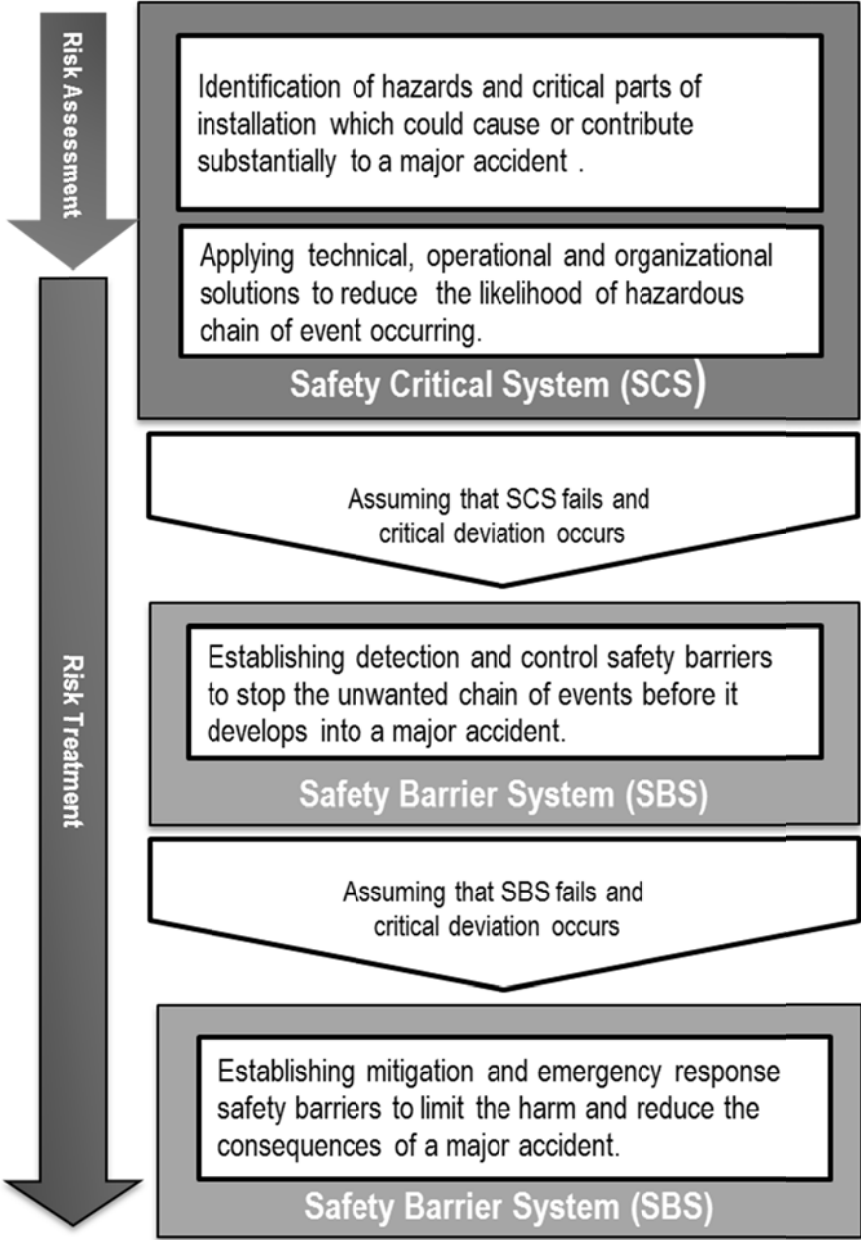 Risk Assessment
Identification of hazards and critical parts of
installation which could cause or contribute
substantially to a major accident .
Applying technical, operational and organizational
solutions to reduce the likelihood of hazardous
chain of event occurring.
Safety Critical System (SCS)
Assuming that SCS fails and
critical deviation occurs
Risk Treatment
Establishing detection and control safety barriers
to stop the unwanted chain of events before it
develops into a major accident.
Safety Barrier System (SBS)
Assuming that SBS fails and
critical deviation occurs
Establishing mitigation and emergency response
safety barriers to limit the harm and reduce the
consequences of a major accident.
Safety Barrier System (SBS)